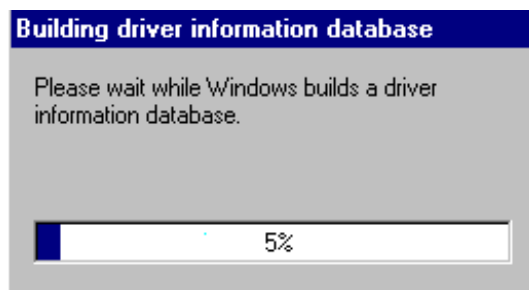 Building driver information database
Please wait while Windows builds a driver
information database.
5%